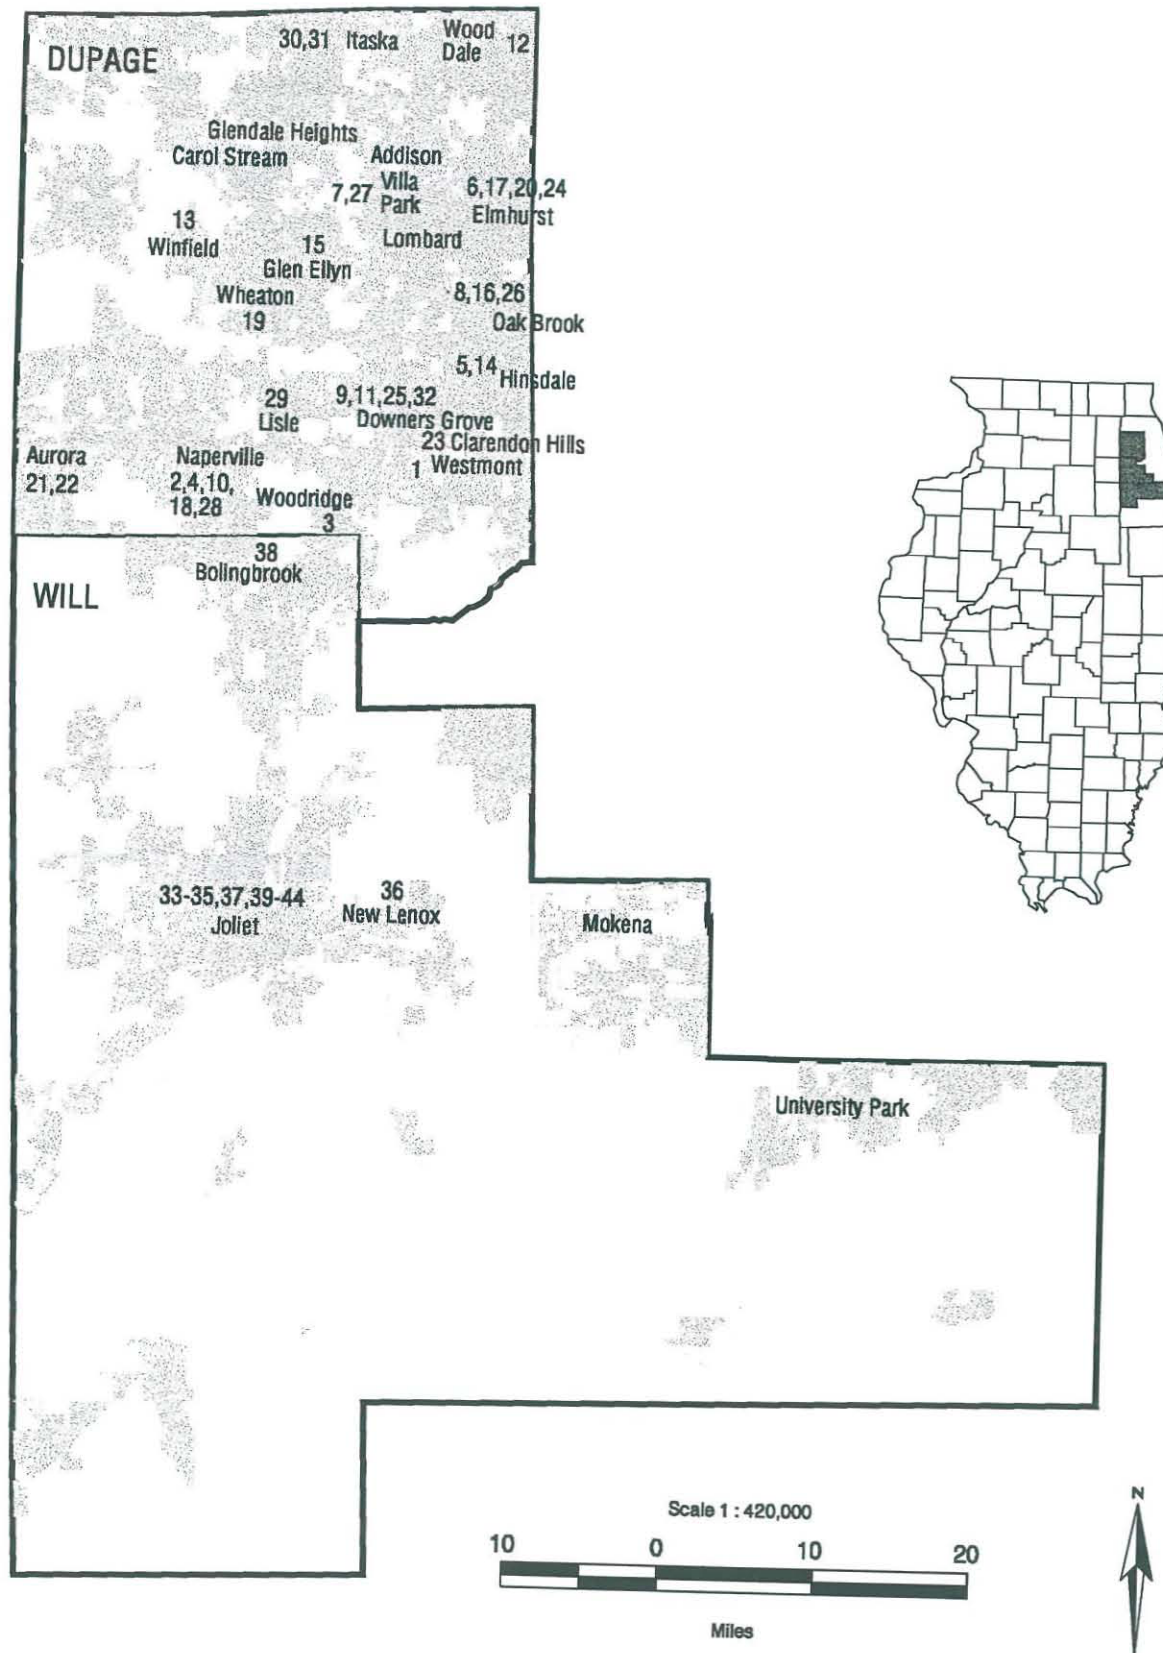 DUPAGE
30,31 Itaska
Wood
Dale 12
Glendale Heights
Carol Stream
Addison
7,27 Villa
Park
6,17,20,24
Elmhurst
13
Winfield
Lombard
15
Glen Ellyn
Wheaton
19
8,16,26
Oak Brook
5,14 Hinsdale
29
Lisle
9,11,25,32
Downers Grove
23 Clarendon Hills
1 Westmont
Aurora
21,22
Naperville
2,4,10,
18,28
Woodridge
3
38
Bolingbrook
WILL
33-35,37,39-44
Joliet
36
New Lenox
Mokena
University Park
Scale 1 : 420,000
10 0 10 20
Miles
N